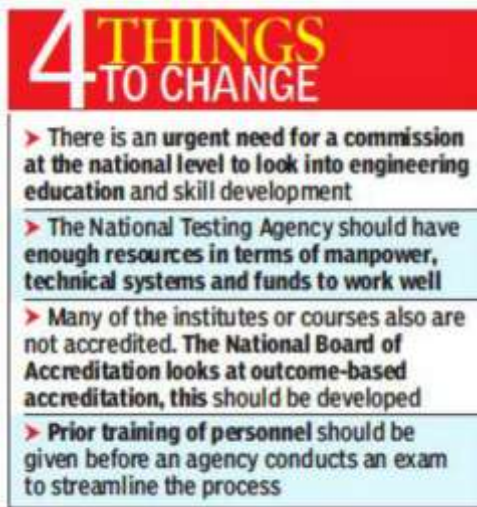 4 THINGS
TO CHANGE
➤ There is an urgent need for a commission
at the national level to look into engineering
education and skill development
➤ The National Testing Agency should have
enough resources in terms of manpower,
technical systems and funds to work well
➤ Many of the institutes or courses also are
not accredited. The National Board of
Accreditation looks at outcome-based
accreditation, this should be developed
➤ Prior training of personnel should be
given before an agency conducts an exam
to streamline the process